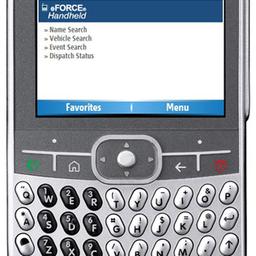 eFORCE®
Handheld
» Name Search
» Vehicle Search
» Event Search
» Dispatch Status
Favorites
Menu
Q W E R T Y U I O P
A S D F G H J K L
Z X C V B N M